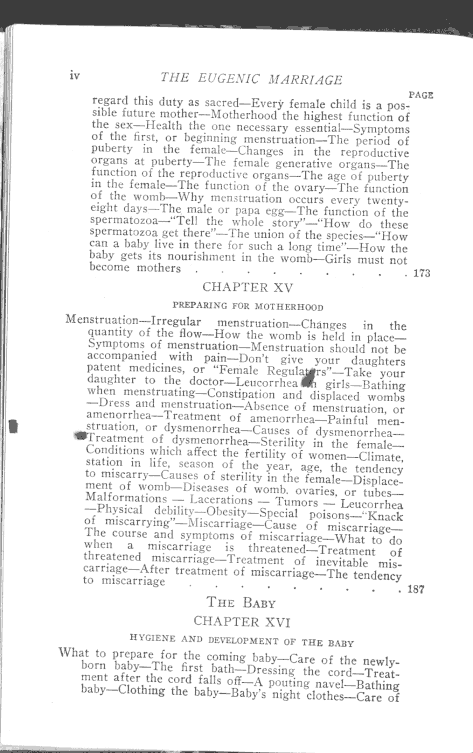 iv THE EUGENIC MARRIAGE
PAGE
regard this duty as sacred—Every female child is a pos-
sible future mother—Motherhood the highest function of
the sex—Health the one necessary essential—Symptoms
of the first, or beginning menstruation—The period of
puberty in the female—Changes in the reproductive
organs at puberty—The female generative organs—The
function of the reproductive organs—The age of puberty
in the female—The function of the ovary—The function
of the womb—Why menstruation occurs every twenty-
eight days—The male or papa egg—The function of the
spermatozoa—"Tell the whole story"—"How do these
spermatozoa get there"—The union of the species—"How
can a baby live in there for such a long time"—How the
baby gets its nourishment in the womb—Girls must not
become mothers . . . . . . . . 173
CHAPTER XV
PREPARING FOR MOTHERHOOD
Menstruation—Irregular menstruation—Changes in the
quantity of the flow—How the womb is held in place—
Symptoms of menstruation—Menstruation should not be
accompanied with pain—Don't give your daughters
patent medicines, or "Female Regulators"—Take your
daughter to the doctor—Leucorrhea in girls—Bathing
when menstruating—Constipation and displaced wombs
—Dress and menstruation—Absence of menstruation, or
amenorrhea—Treatment of amenorrhea—Painful men-
struation, or dysmenorrhea—Causes of dysmenorrhea—
Treatment of dysmenorrhea—Sterility in the female—
Conditions which affect the fertility of women—Climate,
station in life, season of the year, age, the tendency
to miscarry—Causes of sterility in the female—Displace-
ment of womb—Diseases of womb, ovaries, or tubes—
Malformations — Lacerations — Tumors — Leucorrhea
—Physical debility—Obesity—Special poisons—"Knack
of miscarrying"—Miscarriage—Cause of miscarriage—
The course and symptoms of miscarriage—What to do
when a miscarriage is threatened—Treatment of
threatened miscarriage—Treatment of inevitable mis-
carriage—After treatment of miscarriage—The tendency
to miscarriage . . . . . . . . 187
THE BABY
CHAPTER XVI
HYGIENE AND DEVELOPMENT OF THE BABY
What to prepare for the coming baby—Care of the newly-
born baby—The first bath—Dressing the cord—Treat-
ment after the cord falls off—A pouting navel—Bathing
baby—Clothing the baby—Baby's night clothes—Care of